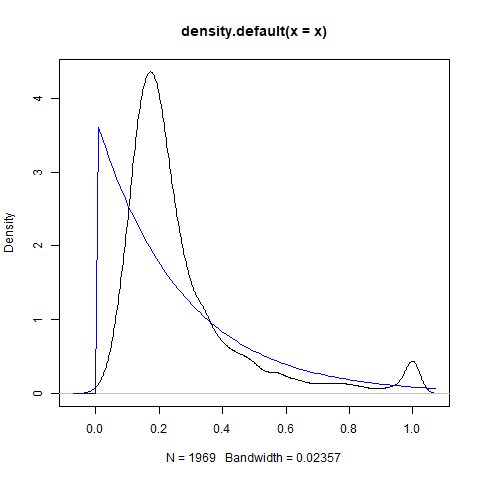 density.default(x = x)
Density
4
3
2
1
0
0.0 0.2 0.4 0.6 0.8 1.0
N = 1969 Bandwidth = 0.02357